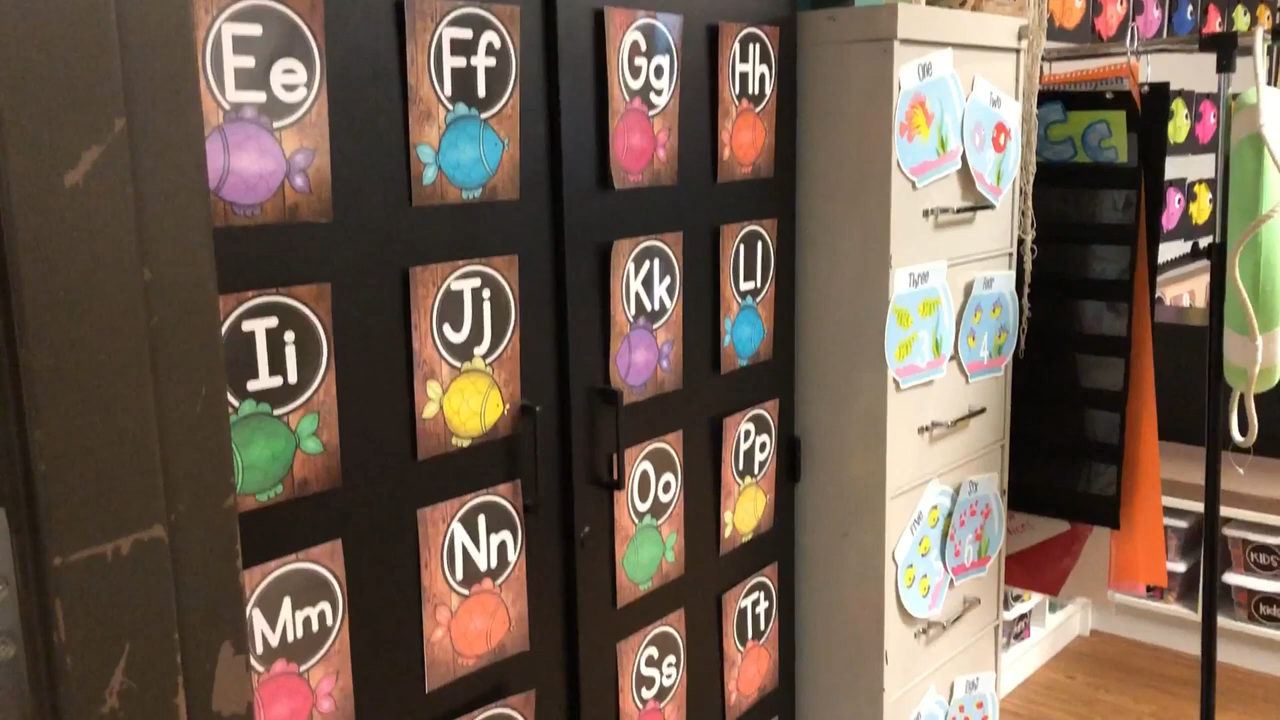 Ee
Ff
Gg
Hh
Ii
Jj
Kk
Ll
Mm
Nn
Oo
Pp
Ss
Tt
One
Two
Three
Four
4
Five
Six
6
Eight
Cc
KIDS
Kids